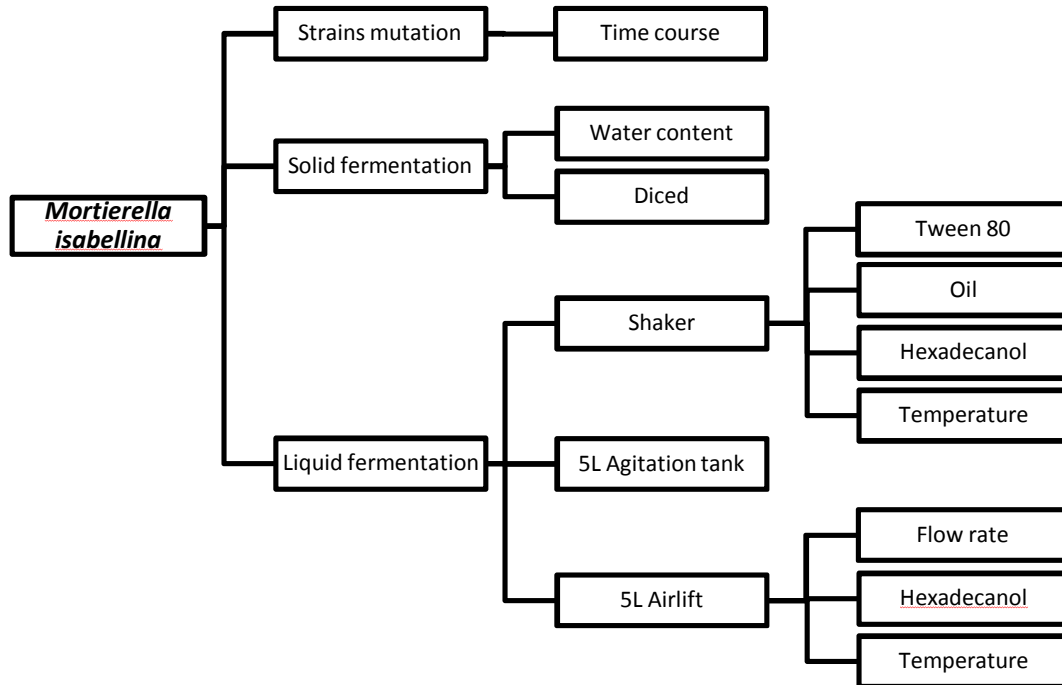 Strains mutation
Time course
Solid fermentation
Water content
Diced
Mortierella
isabellina
Liquid fermentation
Shaker
Tween 80
Oil
Hexadecanol
Temperature
5L Agitation tank
5L Airlift
Flow rate
Hexadecanol
Temperature